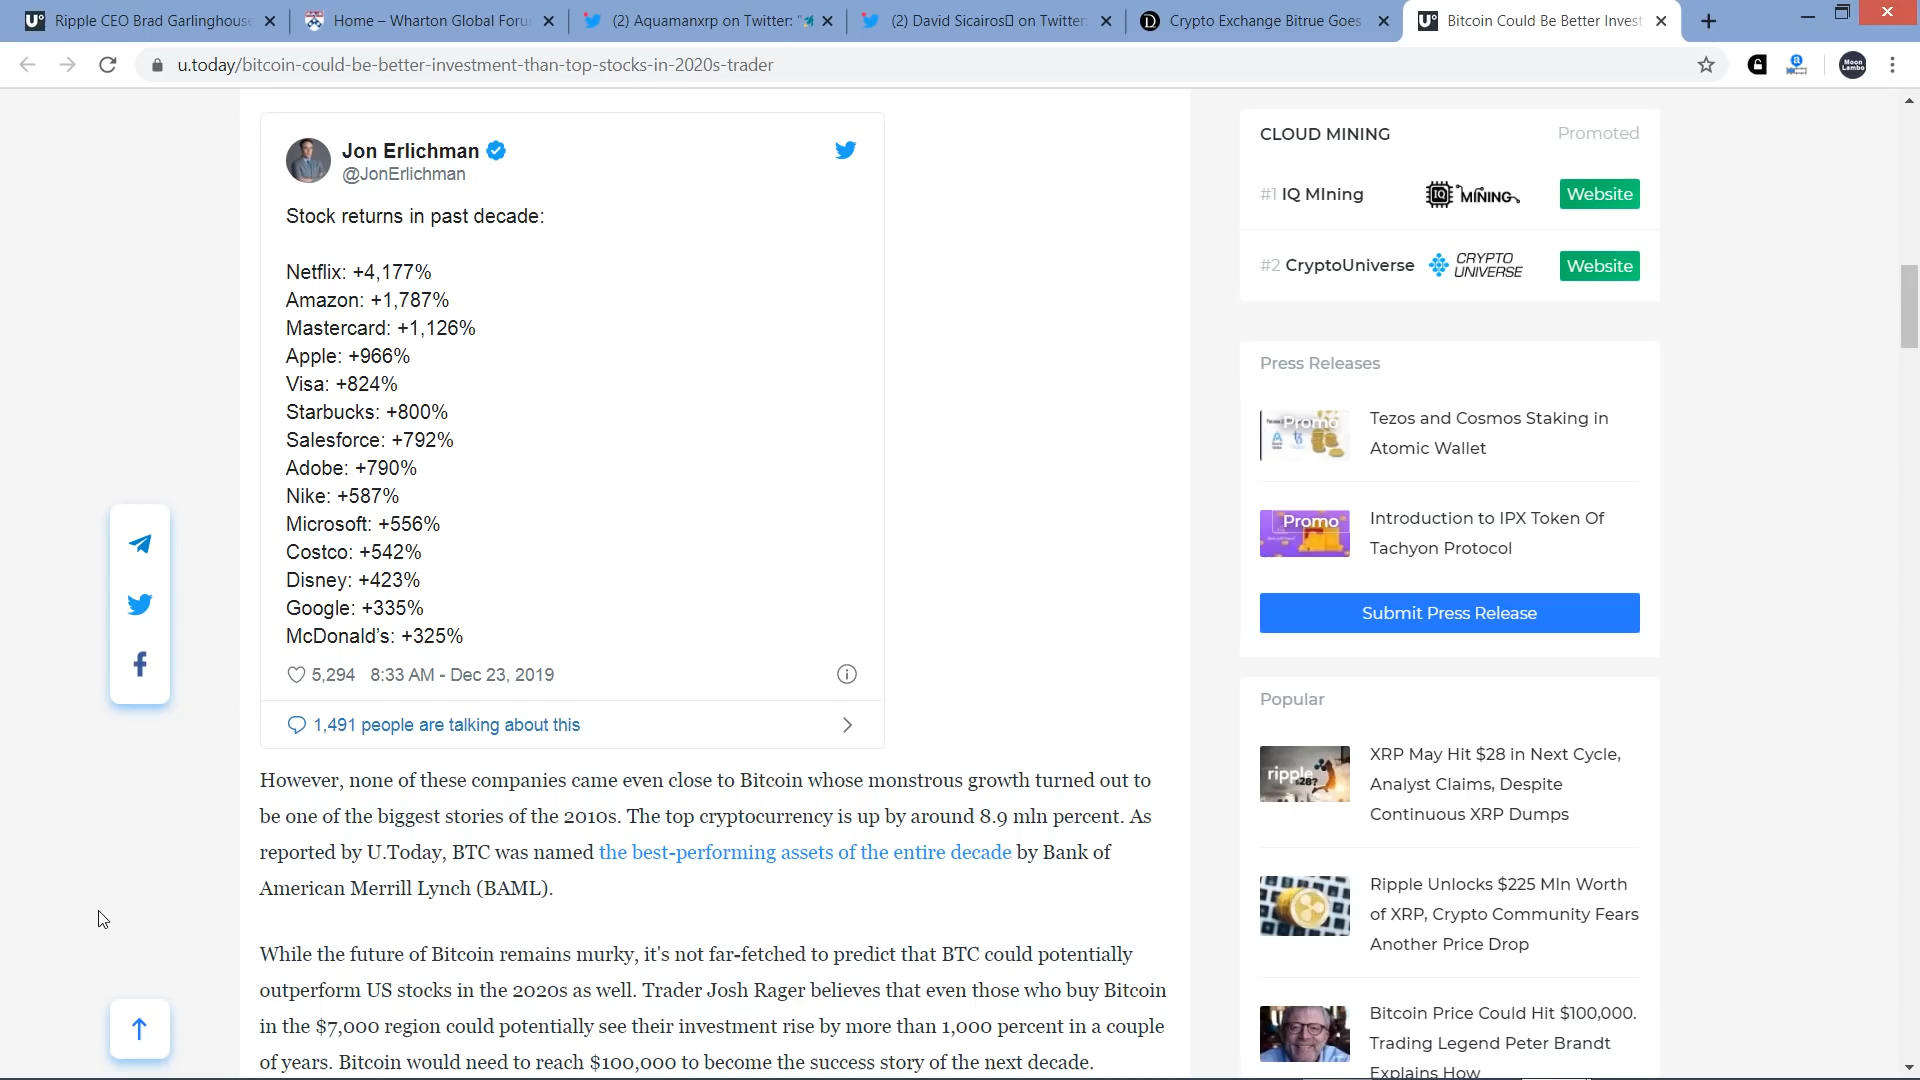 Ripple CEO Brad Garlinghouse
Home – Wharton Global Foru
(2) Aquamanxrp on Twitter: "
(2) David Sicairos on Twitter:
Crypto Exchange Bitrue Goes
Bitcoin Could Be Better Invest
u.today/bitcoin-could-be-better-investment-than-top-stocks-in-2020s-trader
Moon Lambo
Jon Erlichman
@JonErlichman
Stock returns in past decade:
Netflix: +4,177%
Amazon: +1,787%
Mastercard: +1,126%
Apple: +966%
Visa: +824%
Starbucks: +800%
Salesforce: +792%
Adobe: +790%
Nike: +587%
Microsoft: +556%
Costco: +542%
Disney: +423%
Google: +335%
McDonald's: +325%
5,294 8:33 AM - Dec 23, 2019
1,491 people are talking about this
However, none of these companies came even close to Bitcoin whose monstrous growth turned out to
be one of the biggest stories of the 2010s. The top cryptocurrency is up by around 8.9 mln percent. As
reported by U.Today, BTC was named the best-performing assets of the entire decade by Bank of
American Merrill Lynch (BAML).
While the future of Bitcoin remains murky, it's not far-fetched to predict that BTC could potentially
outperform US stocks in the 2020s as well. Trader Josh Rager believes that even those who buy Bitcoin
in the $7,000 region could potentially see their investment rise by more than 1,000 percent in a couple
of years. Bitcoin would need to reach $100,000 to become the success story of the next decade.
CLOUD MINING Promoted
#1 IQ MIning IQ MINING Website
#2 CryptoUniverse CRYPTO UNIVERSE Website
Press Releases
Promo
Tezos and Cosmos Staking in
Atomic Wallet
Promo
Introduction to IPX Token Of
Tachyon Protocol
Submit Press Release
Popular
ripple $28?
XRP May Hit $28 in Next Cycle,
Analyst Claims, Despite
Continuous XRP Dumps
Ripple Unlocks $225 Mln Worth
of XRP, Crypto Community Fears
Another Price Drop
Bitcoin Price Could Hit $100,000.
Trading Legend Peter Brandt
Explains How